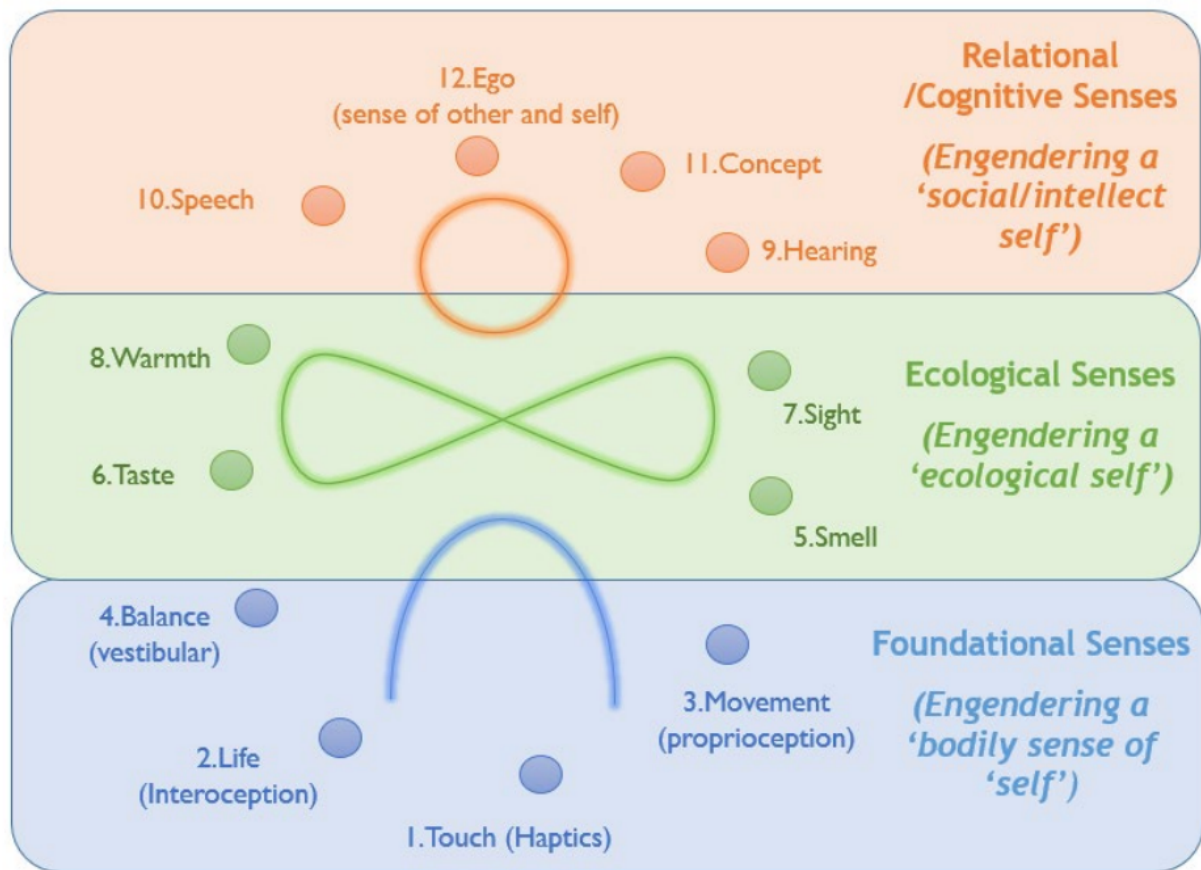 Relational
/Cognitive Senses
(Engendering a
‘social/intellect
self’)
12.Ego
(sense of other and self)
11.Concept
10.Speech
9.Hearing
Ecological Senses
(Engendering a
‘ecological self’)
8.Warmth
7.Sight
6.Taste
5.Smell
Foundational Senses
(Engendering a
‘bodily sense of
‘self’)
4.Balance
(vestibular)
3.Movement
(proprioception)
2.Life
(Interoception)
1.Touch (Haptics)